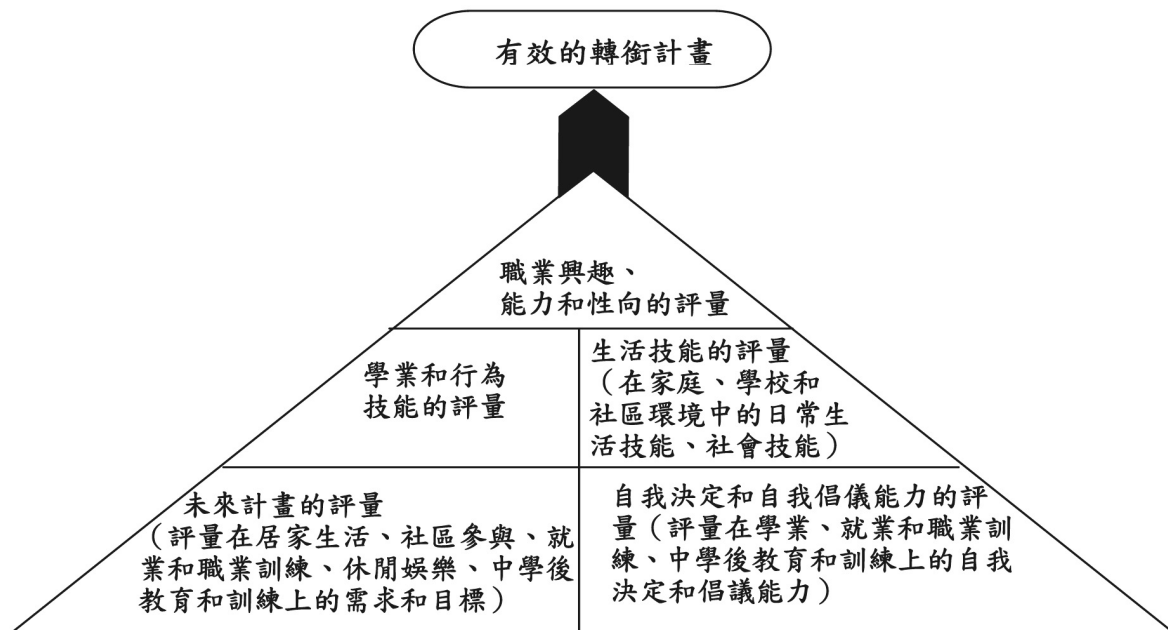 有效的轉銜計畫
職業興趣、
能力和性向的評量
學業和行為
技能的評量
生活技能的評量
（在家庭、學校和
社區環境中的日常生
活技能、社會技能）
未來計畫的評量
（評量在居家生活、社區參與、就
業和職業訓練、休閒娛樂、中學後
教育和訓練上的需求和目標）
自我決定和自我倡儀能力的評
量（評量在學業、就業和職業訓
練、中學後教育和訓練上的自我
決定和倡議能力）